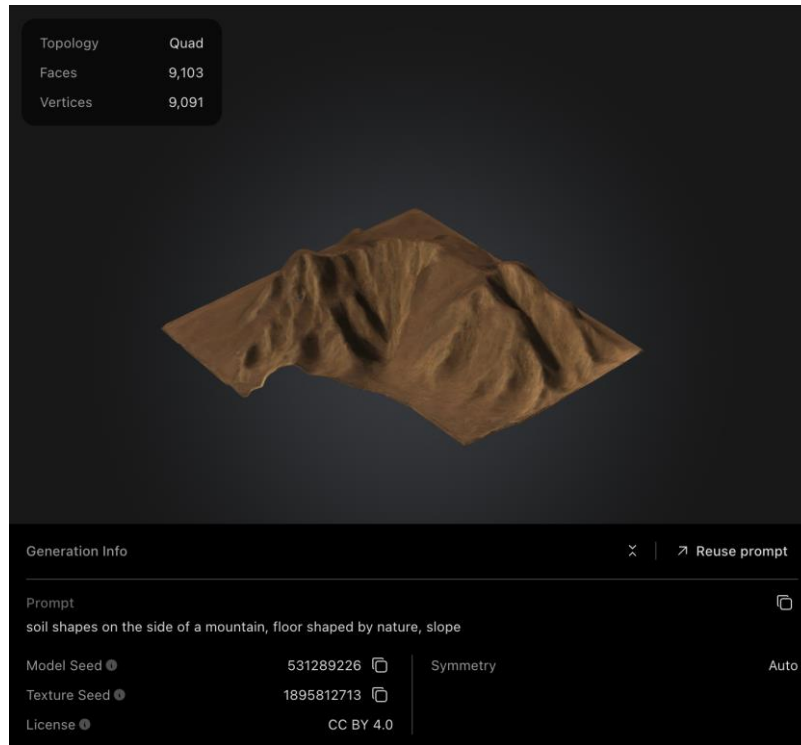 Topology Quad
Faces 9,103
Vertices 9,091
Generation Info Reuse prompt
Prompt
soil shapes on the side of a mountain, floor shaped by nature, slope
Model Seed 531289226 Symmetry Auto
Texture Seed 1895812713
License CC BY 4.0